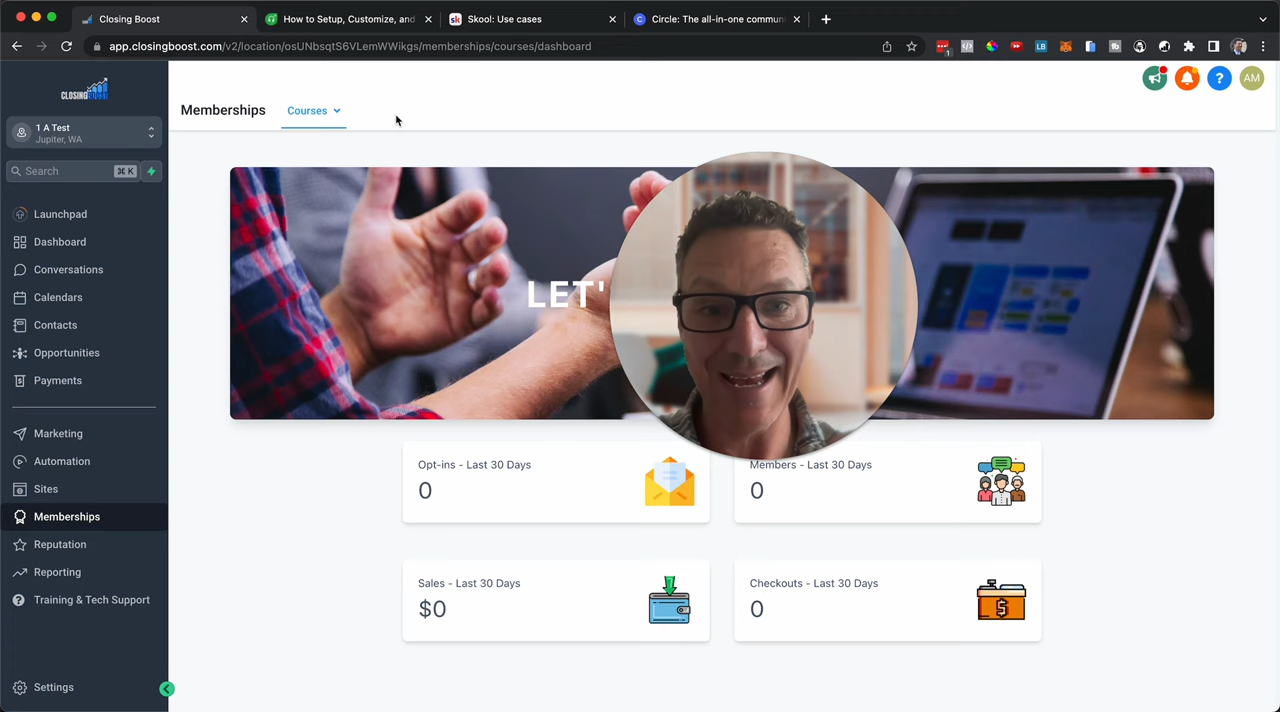 Closing Boost
How to Setup, Customize, and
Skool: Use cases
Circle: The all-in-one commun
app.closingboost.com/v2/location/osUNbsqtS6VLemWWikgs/memberships/courses/dashboard
CLOSINGBOOST
1 A Test
Jupiter, WA
Search
⌘ K
Launchpad
Dashboard
Conversations
Calendars
Contacts
Opportunities
Payments
Marketing
Automation
Sites
Memberships
Reputation
Reporting
Training & Tech Support
Settings
Memberships
Courses
AM
LET'
Opt-ins - Last 30 Days
0
Members - Last 30 Days
0
Sales - Last 30 Days
$0
Checkouts - Last 30 Days
0